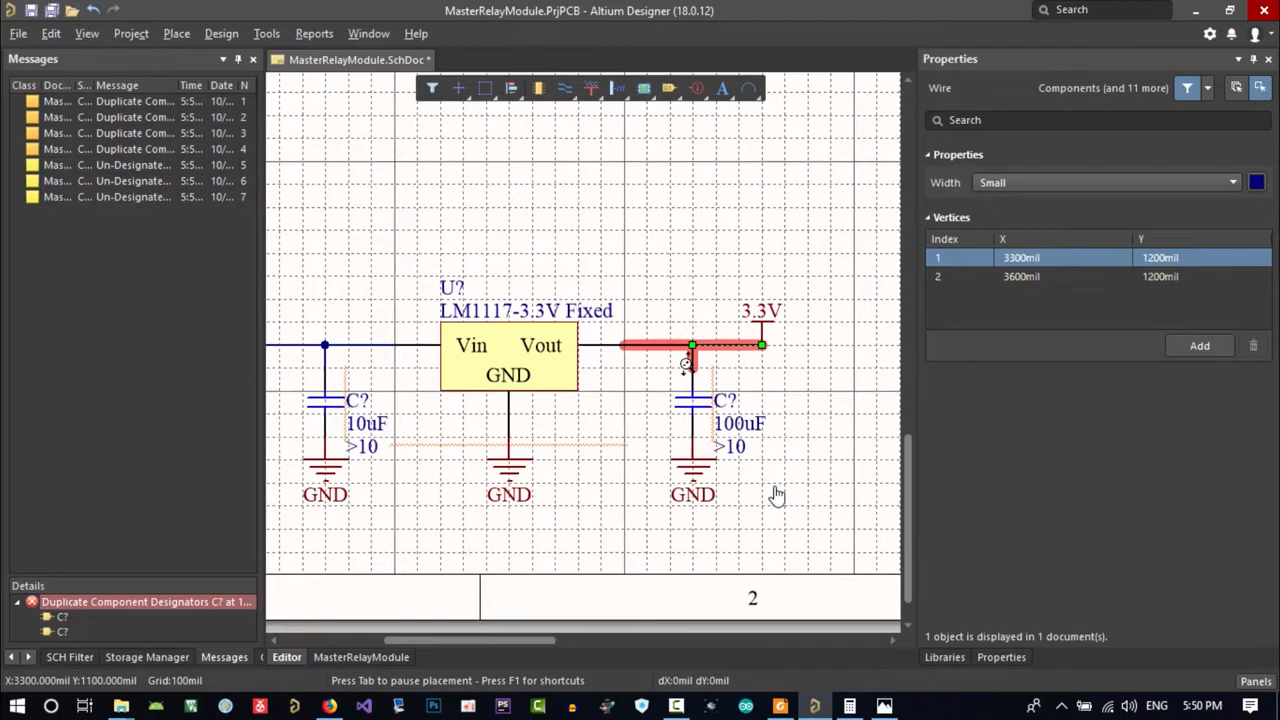 MasterRelayModule.PrjPCB - Altium Designer (18.0.12)
Search
File Edit View Project Place Design Tools Reports Window Help
Messages
MasterRelayModule.SchDoc *
Properties
Class Doc... S... Message Time Date N
Mas... C... Duplicate Com... 5:5... 10/... 1
Mas... C... Duplicate Com... 5:5... 10/... 2
Mas... C... Duplicate Com... 5:5... 10/... 3
Mas... C... Duplicate Com... 5:5... 10/... 4
Mas... C... Un-Designate... 5:5... 10/... 5
Mas... C... Un-Designate... 5:5... 10/... 6
Mas... C... Un-Designate... 5:5... 10/... 7
Wire Components (and 11 more)
Search
Properties
Width Small
Vertices
Index X Y
1 3300mil 1200mil
2 3600mil 1200mil
Add
U?
LM1117-3.3V Fixed
3.3V
Vin Vout
GND
C?
10uF
>10
C?
100uF
>10
GND
GND
GND
2
Details
Duplicate Component Designators C? at 1...
C?
C?
1 object is displayed in 1 document(s).
SCH Filter Storage Manager Messages C Editor MasterRelayModule Libraries Properties
X:3300.000mil Y:1100.000mil Grid:100mil Press Tab to pause placement - Press F1 for shortcuts dX:0mil dY:0mil Panels
ENG 5:50 PM